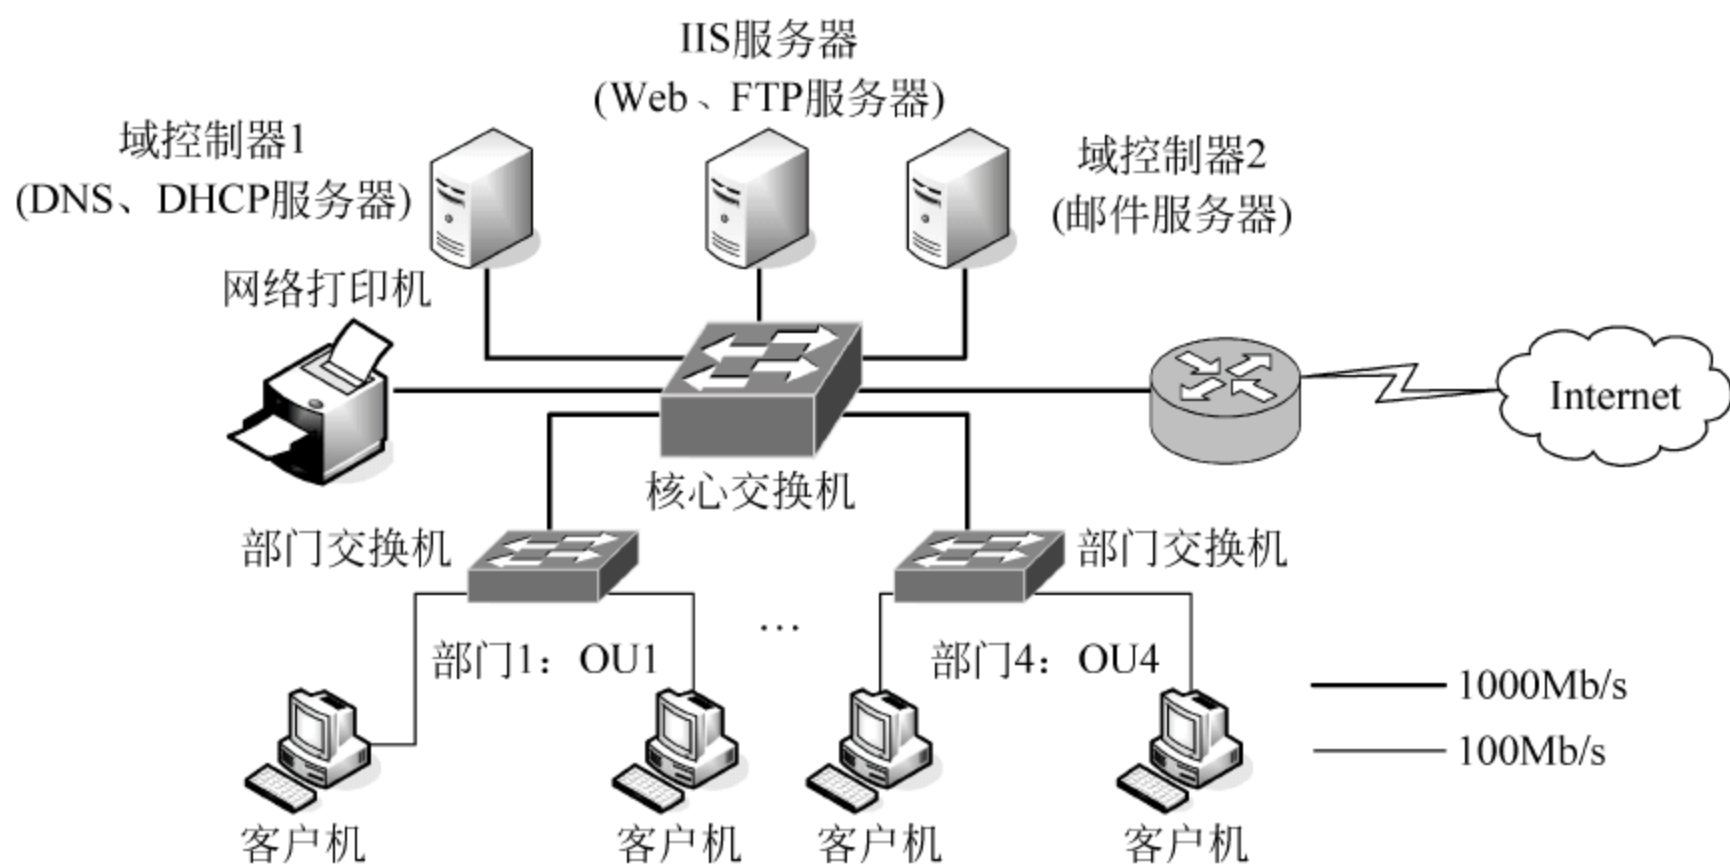 IIS服务器
(Web、FTP服务器)
域控制器1
(DNS、DHCP服务器)
域控制器2
(邮件服务器)
网络打印机
Internet
核心交换机
部门交换机
部门交换机
…
部门1：OU1
部门4：OU4
1000Mb/s
100Mb/s
客户机
客户机
客户机
客户机